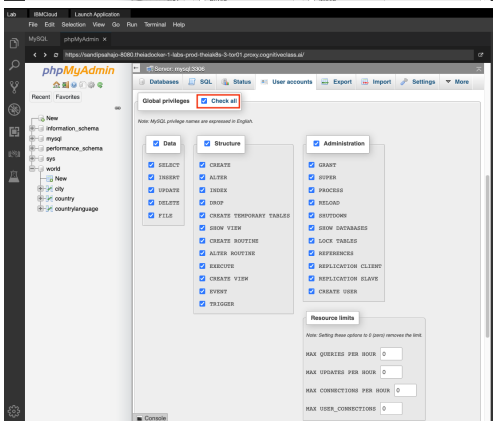 Lab IBMCloud Launch Application
File Edit Selection View Go Run Terminal Help
MySQL phpMyAdmin ×
https://sandipsahajo-8080.theiadocker-1-labs-prod-theiak8s-3-tor01.proxy.cognitiveclass.ai/
phpMyAdmin
Recent Favorites
New
information_schema
mysql
performance_schema
sys
world
New
city
country
countrylanguage
Server: mysql:3306
Databases SQL Status User accounts Export Import Settings More
Global privileges Check all
Note: MySQL privilege names are expressed in English.
Data
SELECT
INSERT
UPDATE
DELETE
FILE
Structure
CREATE
ALTER
INDEX
DROP
CREATE TEMPORARY TABLES
SHOW VIEW
CREATE ROUTINE
ALTER ROUTINE
EXECUTE
CREATE VIEW
EVENT
TRIGGER
Administration
GRANT
SUPER
PROCESS
RELOAD
SHUTDOWN
SHOW DATABASES
LOCK TABLES
REFERENCES
REPLICATION CLIENT
REPLICATION SLAVE
CREATE USER
Resource limits
Note: Setting these options to 0 (zero) removes the limit.
MAX QUERIES PER HOUR 0
MAX UPDATES PER HOUR 0
MAX CONNECTIONS PER HOUR 0
MAX USER_CONNECTIONS 0
Console